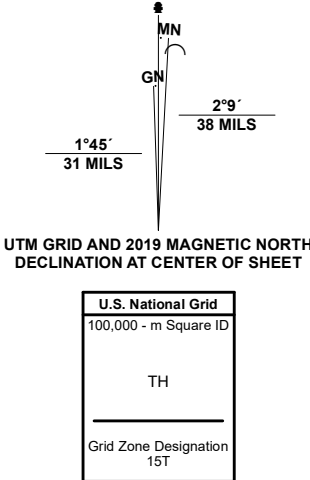 MN
GN
2°9´
38 MILS
1°45´
31 MILS
UTM GRID AND 2019 MAGNETIC NORTH
DECLINATION AT CENTER OF SHEET
U.S. National Grid
100,000 - m Square ID
TH
Grid Zone Designation
15T